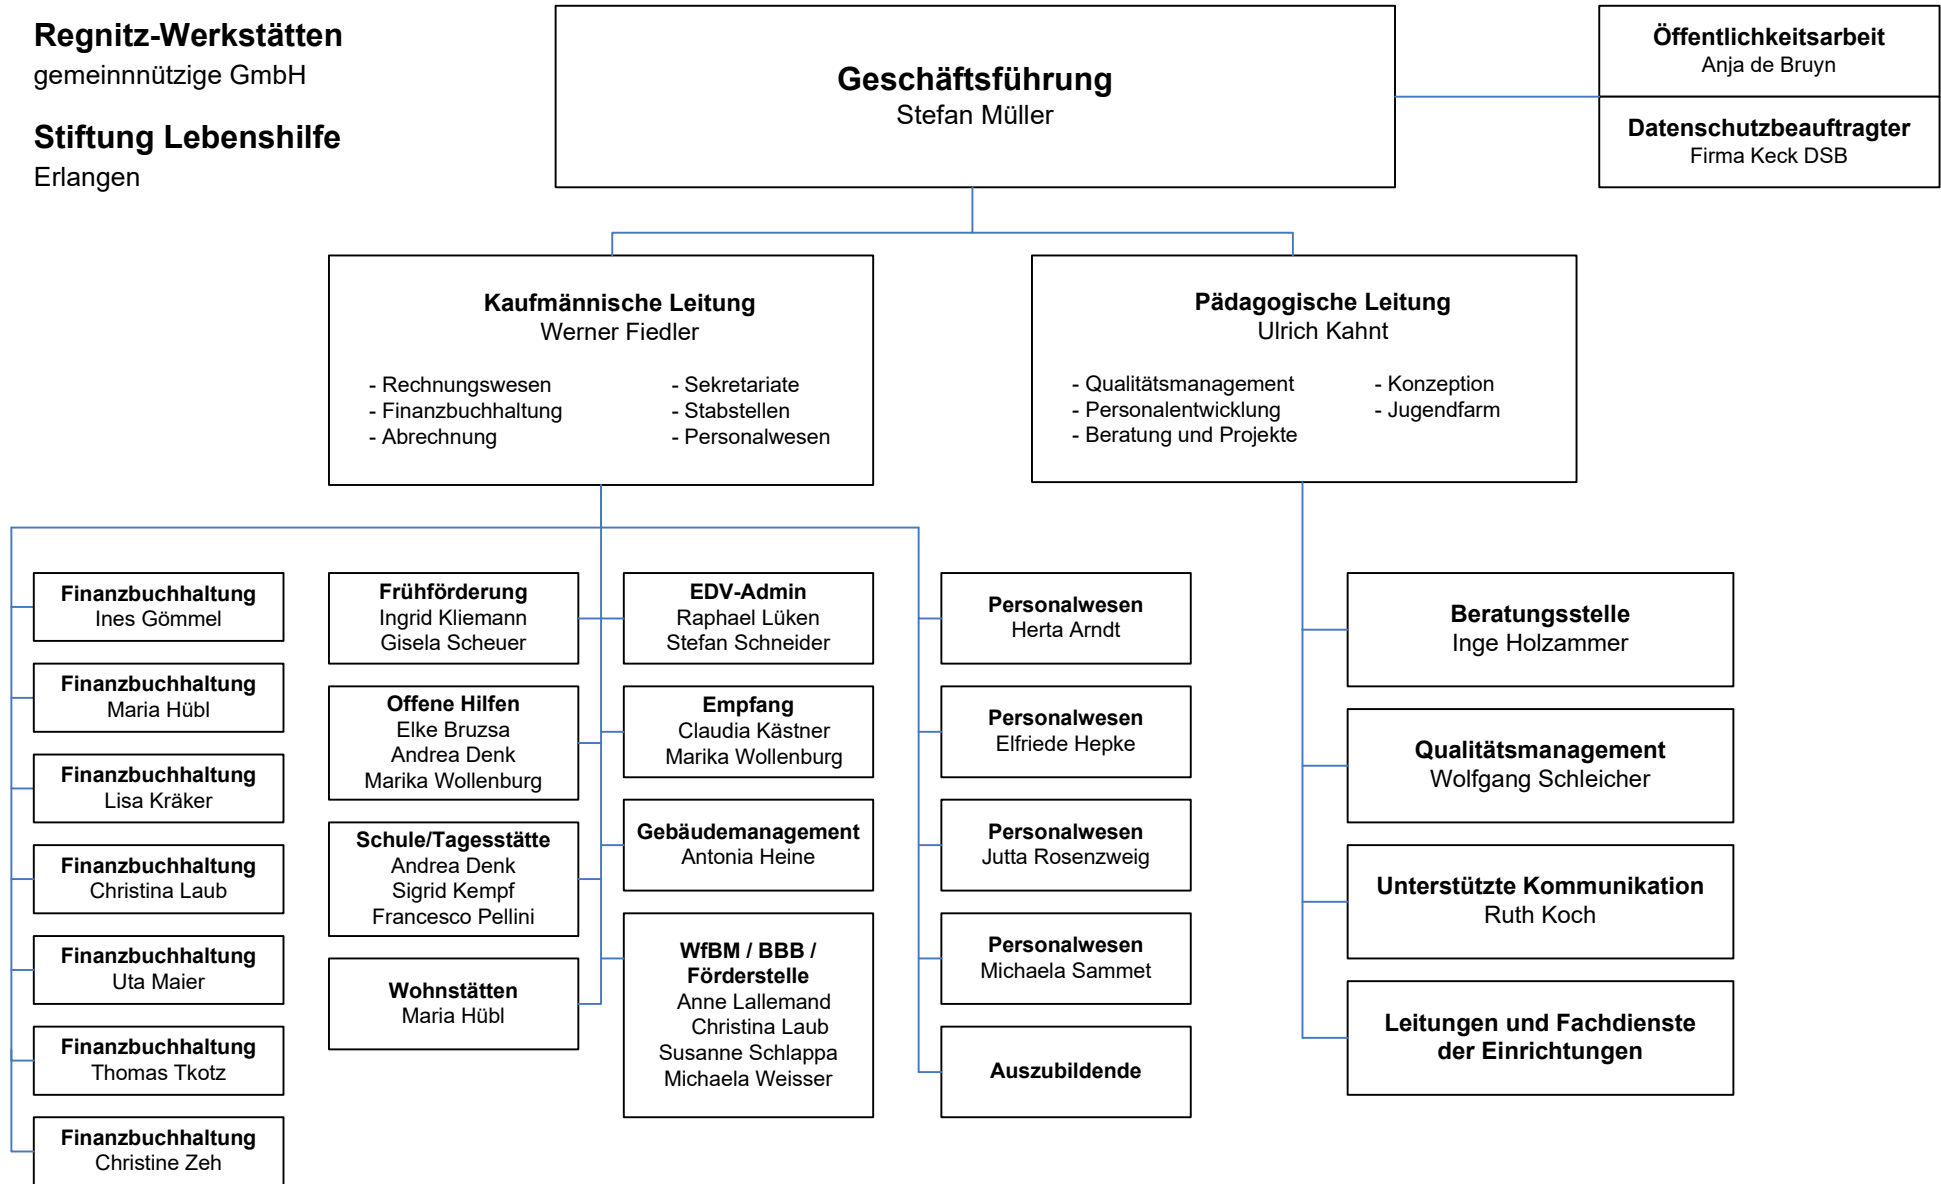 Regnitz-Werkstätten
gemeinnnützige GmbH
Stiftung Lebenshilfe
Erlangen
Geschäftsführung
Stefan Müller
Öffentlichkeitsarbeit
Anja de Bruyn
Datenschutzbeauftragter
Firma Keck DSB
Kaufmännische Leitung
Werner Fiedler
- Rechnungswesen
- Finanzbuchhaltung
- Abrechnung
- Sekretariate
- Stabstellen
- Personalwesen
Pädagogische Leitung
Ulrich Kahnt
- Qualitätsmanagement
- Personalentwicklung
- Beratung und Projekte
- Konzeption
- Jugendfarm
Finanzbuchhaltung
Ines Gömmel
Finanzbuchhaltung
Maria Hübl
Finanzbuchhaltung
Lisa Kräker
Finanzbuchhaltung
Christina Laub
Finanzbuchhaltung
Uta Maier
Finanzbuchhaltung
Thomas Tkotz
Finanzbuchhaltung
Christine Zeh
Frühförderung
Ingrid Kliemann
Gisela Scheuer
Offene Hilfen
Elke Bruzsa
Andrea Denk
Marika Wollenburg
Schule/Tagesstätte
Andrea Denk
Sigrid Kempf
Francesco Pellini
Wohnstätten
Maria Hübl
EDV-Admin
Raphael Lüken
Stefan Schneider
Empfang
Claudia Kästner
Marika Wollenburg
Gebäudemanagement
Antonia Heine
WfBM / BBB /
Förderstelle
Anne Lallemand
Christina Laub
Susanne Schlappa
Michaela Weisser
Personalwesen
Herta Arndt
Personalwesen
Elfriede Hepke
Personalwesen
Jutta Rosenzweig
Personalwesen
Michaela Sammet
Auszubildende
Beratungsstelle
Inge Holzammer
Qualitätsmanagement
Wolfgang Schleicher
Unterstützte Kommunikation
Ruth Koch
Leitungen und Fachdienste
der Einrichtungen